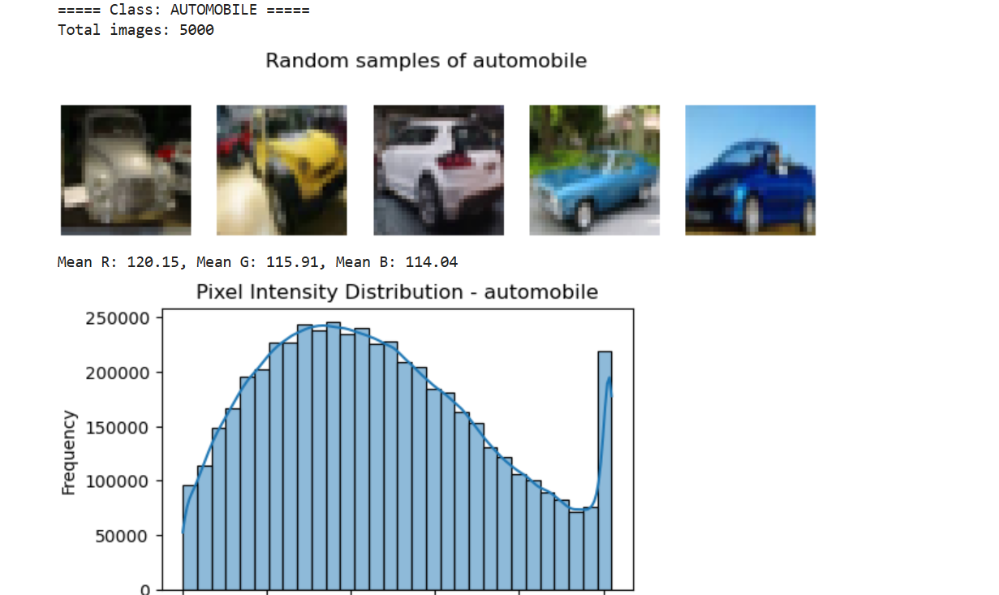 ===== Class: AUTOMOBILE =====
Total images: 5000
Random samples of automobile
Mean R: 120.15, Mean G: 115.91, Mean B: 114.04
Pixel Intensity Distribution - automobile
250000
200000
150000
100000
50000
0
Frequency